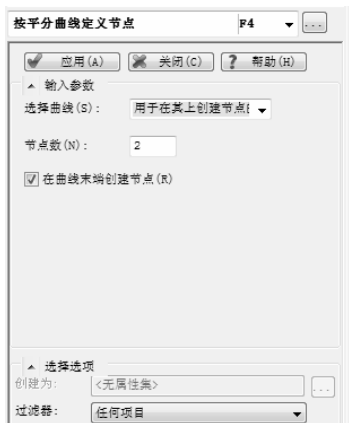 按平分曲线定义节点 F4 ...
应用(A) 关闭(C) ? 帮助(H)
输入参数
选择曲线(S): 用于在其上创建节点
节点数(N): 2
在曲线末端创建节点(R)
选择选项
创建为: <无属性集> ...
过滤器: 任何项目